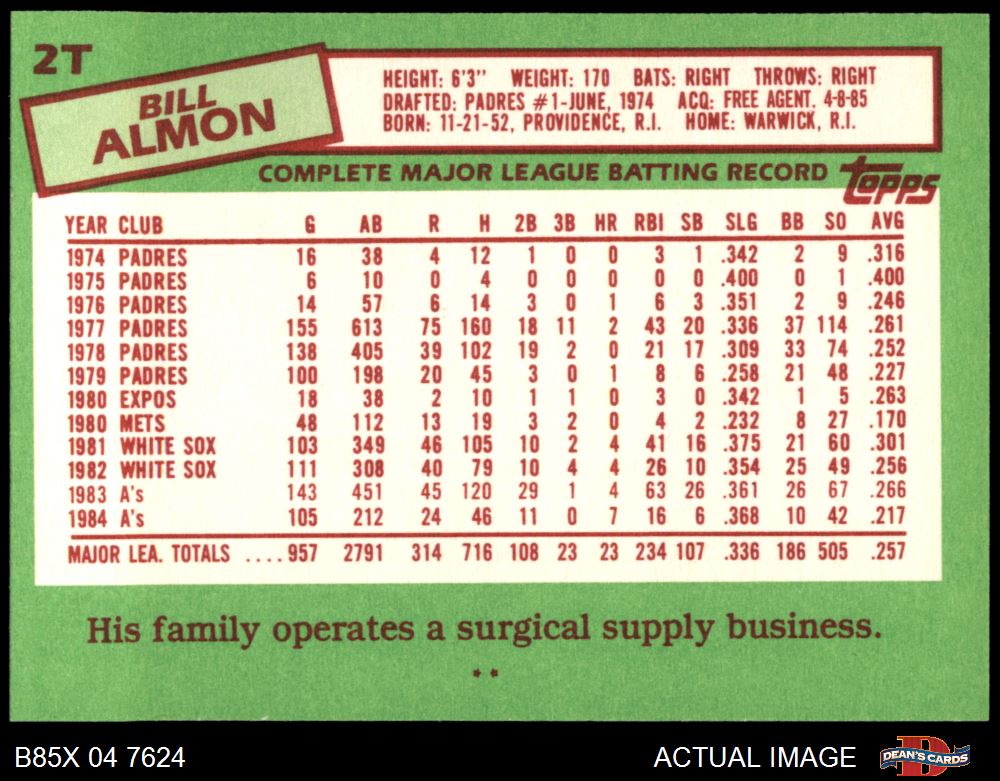 2T
BILL
ALMON
HEIGHT: 6'3" WEIGHT: 170 BATS: RIGHT THROWS: RIGHT
DRAFTED: PADRES #1-JUNE, 1974 ACQ: FREE AGENT, 4-8-85
BORN: 11-21-52, PROVIDENCE, R.I. HOME: WARWICK, R.I.
COMPLETE MAJOR LEAGUE BATTING RECORD topps
YEAR CLUB G AB R H 2B 3B HR RBI SB SLG BB SO AVG
1974 PADRES 16 38 4 12 1 0 0 3 1 .342 2 9 .316
1975 PADRES 6 10 0 4 0 0 0 0 0 .400 0 1 .400
1976 PADRES 14 57 6 14 3 0 1 6 3 .351 2 9 .246
1977 PADRES 155 613 75 160 18 11 2 43 20 .336 37 114 .261
1978 PADRES 138 405 39 102 19 2 0 21 17 .309 33 74 .252
1979 PADRES 100 198 20 45 3 0 1 8 6 .258 21 48 .227
1980 EXPOS 18 38 2 10 1 1 0 3 0 .342 1 5 .263
1980 METS 48 112 13 19 3 2 0 4 2 .232 8 27 .170
1981 WHITE SOX 103 349 46 105 10 2 4 41 16 .375 21 60 .301
1982 WHITE SOX 111 308 40 79 10 4 4 26 10 .354 25 49 .256
1983 A's 143 451 45 120 29 1 4 63 26 .361 26 67 .266
1984 A's 105 212 24 46 11 0 7 16 6 .368 10 42 .217
MAJOR LEA. TOTALS ....957 2791 314 716 108 23 23 234 107 .336 186 505 .257
His family operates a surgical supply business.
**
B85X 04 7624 ACTUAL IMAGE DEAN'S CARDS